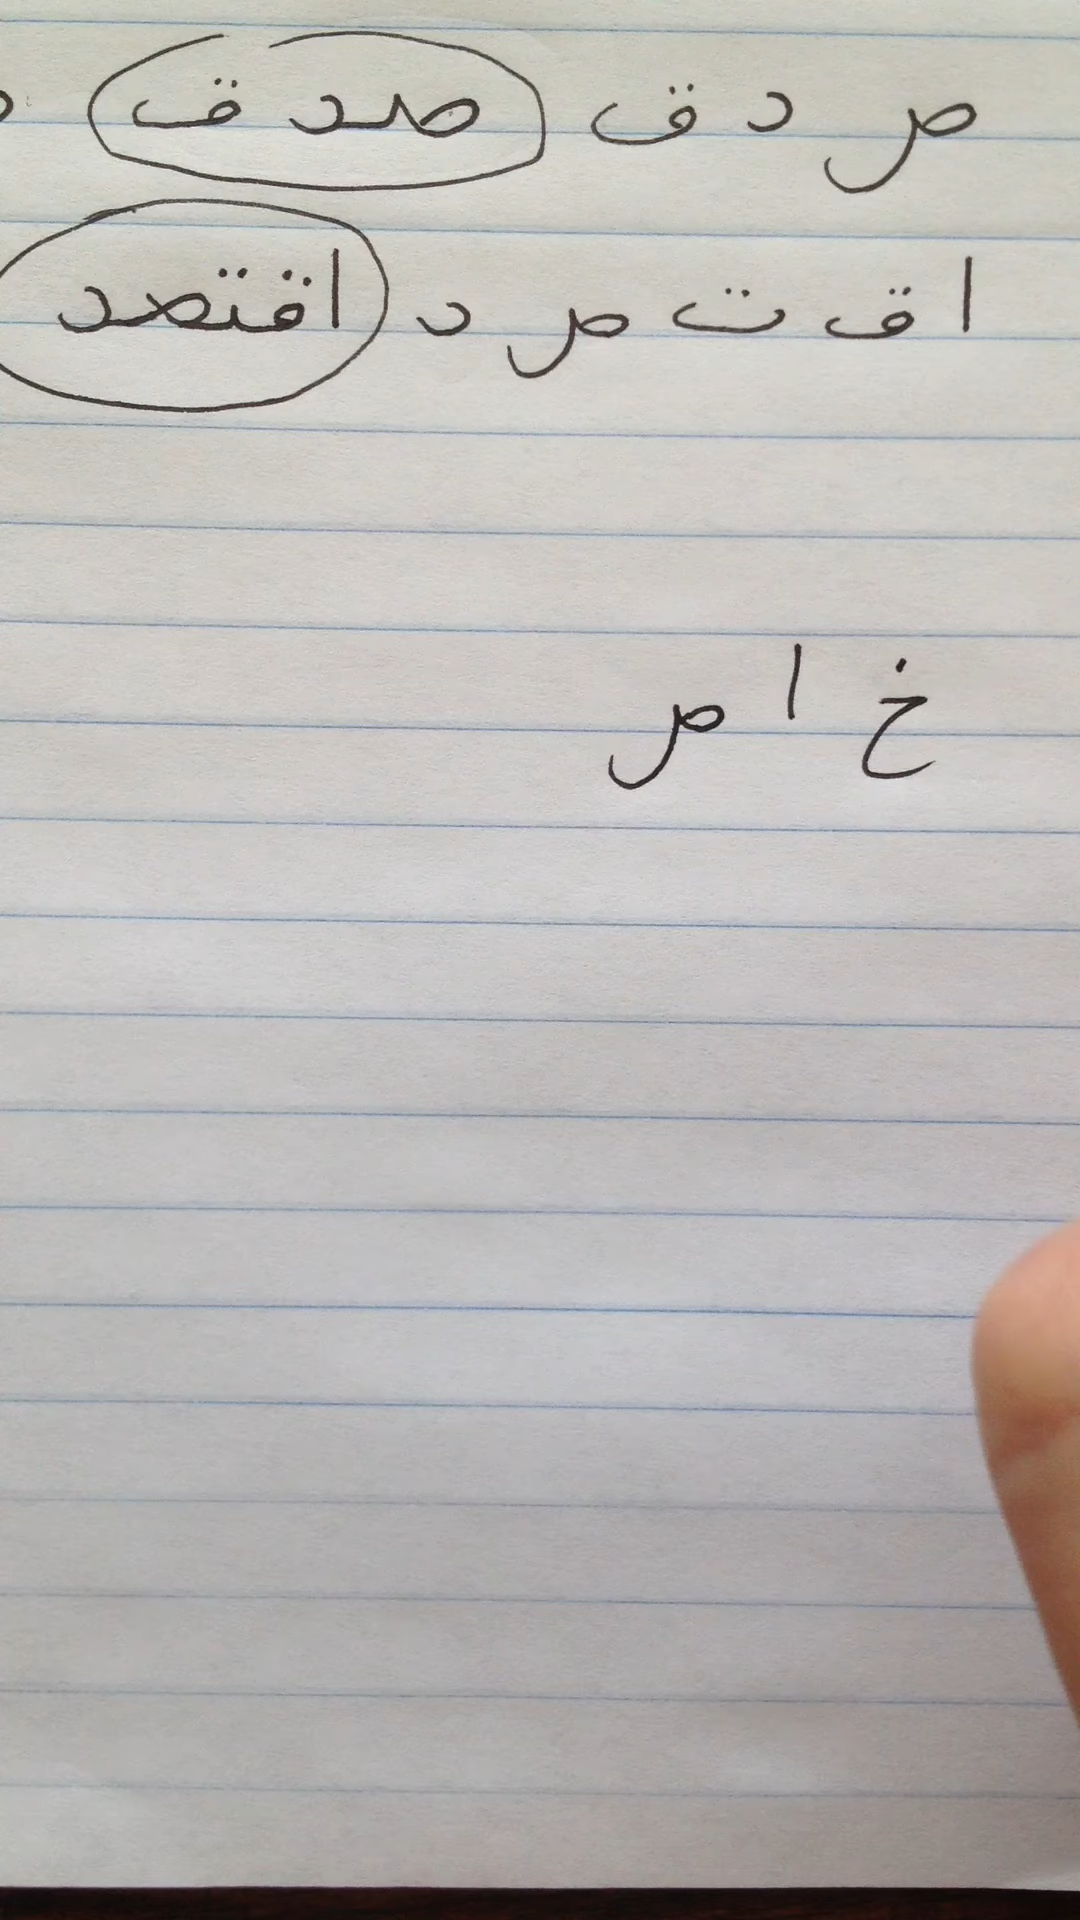 ص د ق صدق
ا ق ت ص د اقتصد
خ ا ص